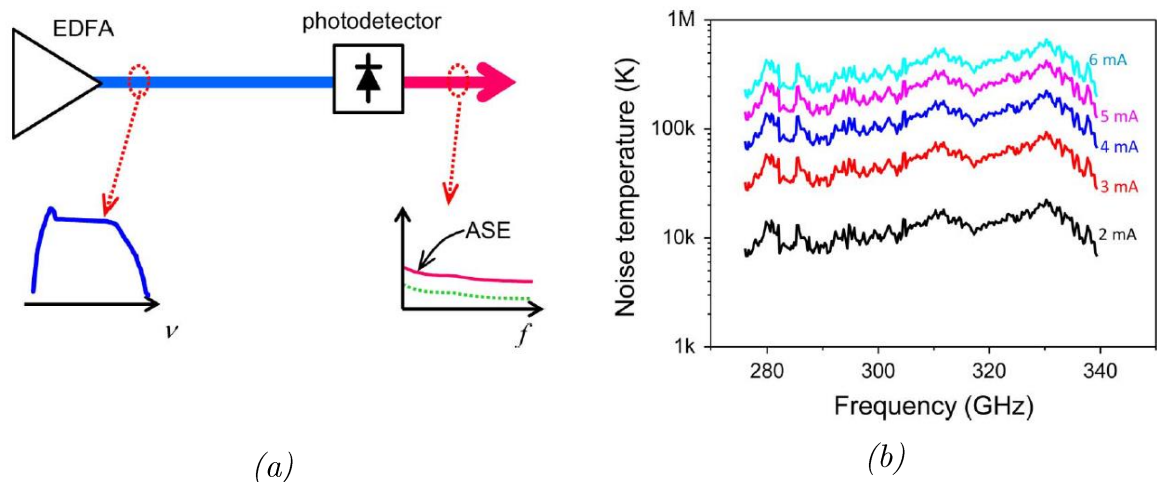 EDFA
photodetector
ASE
ν
f
(a)
Noise temperature (K)
1M
100k
10k
1k
6 mA
5 mA
4 mA
3 mA
2 mA
280
300
320
340
Frequency (GHz)
(b)